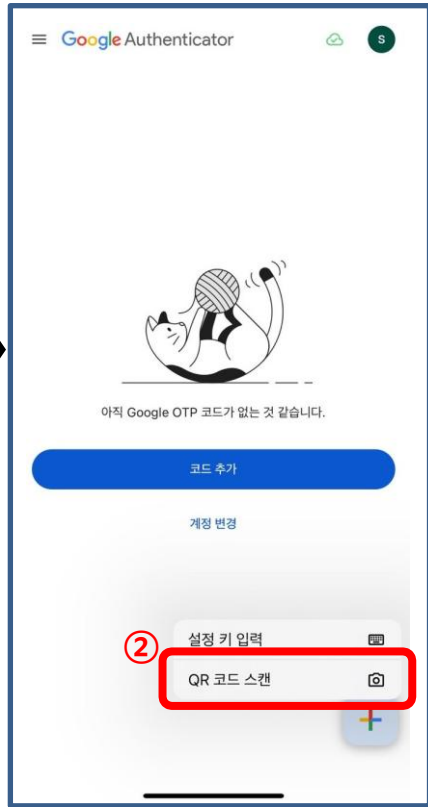 Google Authenticator
S
아직 Google OTP 코드가 없는 것 같습니다.
코드 추가
계정 변경
②
설정 키 입력
QR 코드 스캔